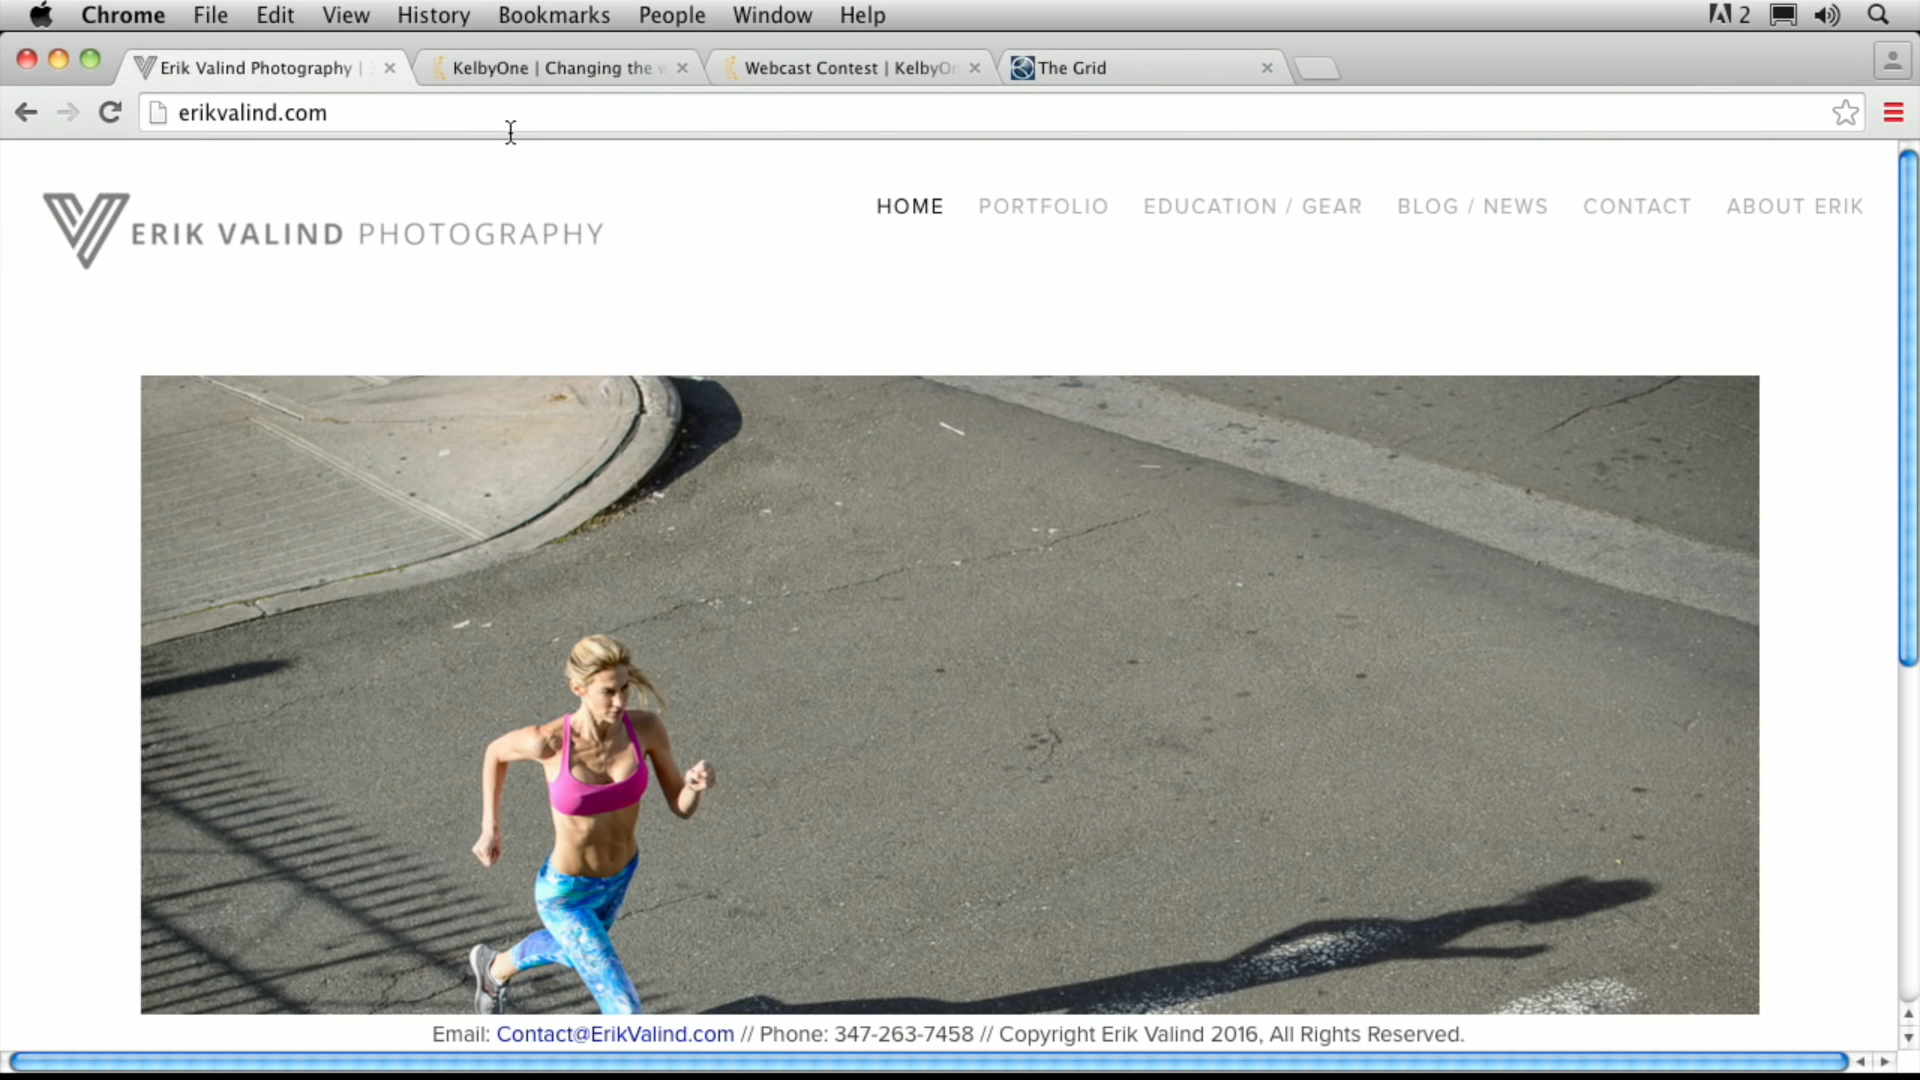 Chrome File Edit View History Bookmarks People Window Help 2
Erik Valind Photography | KelbyOne | Changing the Webcast Contest | KelbyOn The Grid
erikvalind.com
HOME PORTFOLIO EDUCATION / GEAR BLOG / NEWS CONTACT ABOUT ERIK
ERIK VALIND PHOTOGRAPHY
Email: Contact@ErikValind.com // Phone: 347-263-7458 // Copyright Erik Valind 2016, All Rights Reserved.